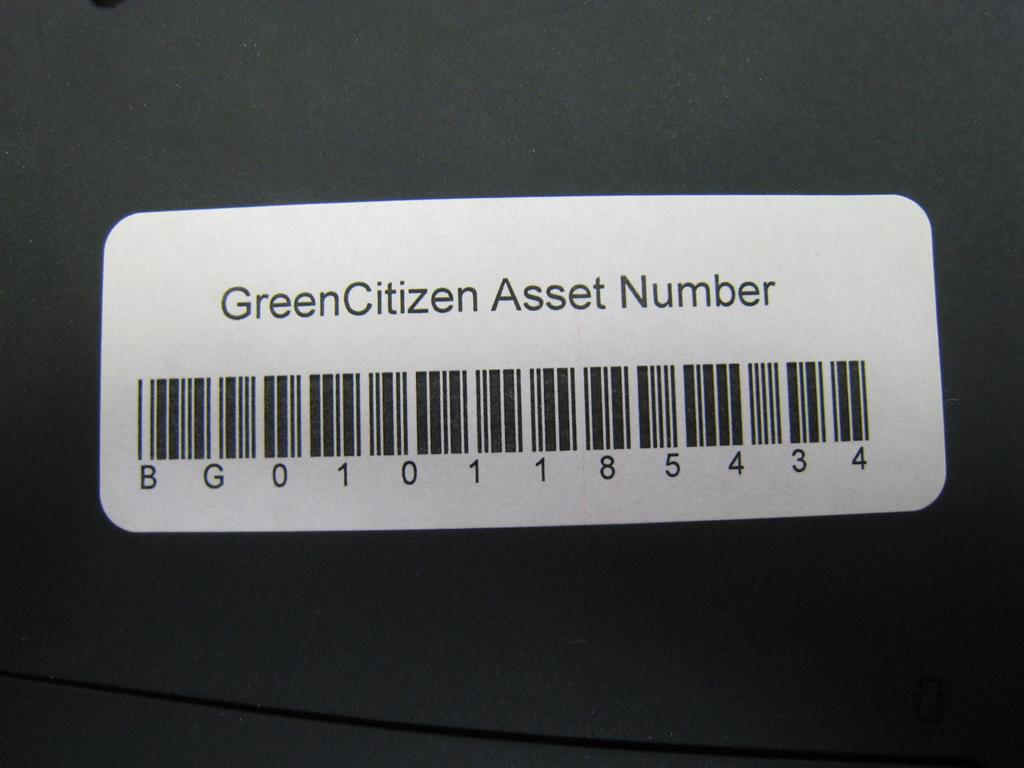 GreenCitizen Asset Number
B G 0 1 0 1 1 8 5 4 3 4